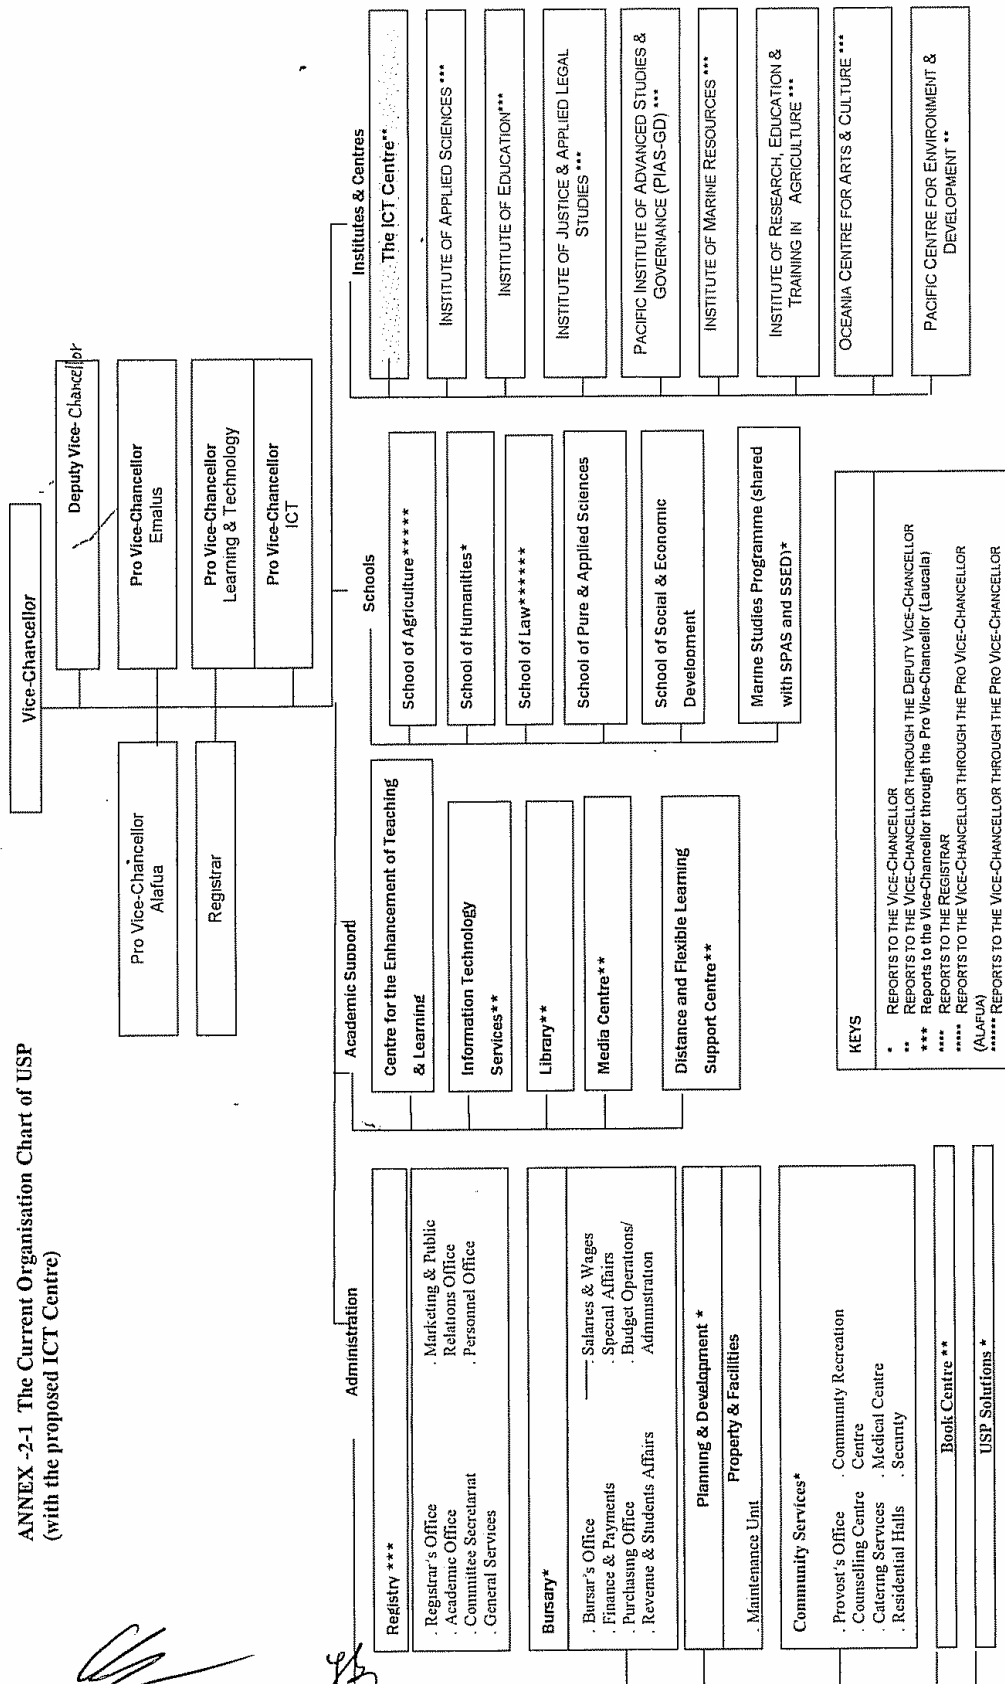 ANNEX -2-1 The Current Organisation Chart of USP
(with the proposed ICT Centre)
Vice-Chancellor
Deputy Vice- Chancellor
Pro Vice-Chancellor
Alafua
Pro Vice-Chancellor
Emalus
Registrar
Pro Vice-Chancellor
Learning & Technology
Pro Vice-Chancellor
ICT
Administration
Registry ***
. Registrar's Office
. Academic Office
. Committee Secretariat
. General Services
. Marketing & Public
Relations Office
. Personnel Office
Bursary*
. Bursar's Office
. Finance & Payments
. Purchasing Office
. Revenue & Students Affairs
. Salaries & Wages
. Special Affairs
. Budget Operations/
Administration
Planning & Development *
Property & Facilities
. Maintenance Unit
Community Services*
. Provost's Office
. Counselling Centre
. Catering Services
. Residential Halls
. Community Recreation
Centre
. Medical Centre
. Security
Book Centre **
USP Solutions *
Academic Support
Centre for the Enhancement of Teaching
& Learning
Information Technology
Services**
Library**
Media Centre**
Distance and Flexible Learning
Support Centre**
Schools
School of Agriculture*****
School of Humanities*
School of Law******
School of Pure & Applied Sciences
School of Social & Economic
Development
Marine Studies Programme (shared
with SPAS and SSED)*
Institutes & Centres
The ICT Centre**
INSTITUTE OF APPLIED SCIENCES ***
INSTITUTE OF EDUCATION***
INSTITUTE OF JUSTICE & APPLIED LEGAL
STUDIES ***
PACIFIC INSTITUTE OF ADVANCED STUDIES &
GOVERNANCE (PIAS-GD) ***
INSTITUTE OF MARINE RESOURCES ***
INSTITUTE OF RESEARCH, EDUCATION &
TRAINING IN AGRICULTURE ***
OCEANIA CENTRE FOR ARTS & CULTURE ***
PACIFIC CENTRE FOR ENVIRONMENT &
DEVELOPMENT **
KEYS
* REPORTS TO THE VICE-CHANCELLOR
** REPORTS TO THE VICE-CHANCELLOR THROUGH THE DEPUTY VICE-CHANCELLOR
*** Reports to the Vice-Chancellor through the Pro Vice-Chancellor (Laucala)
**** REPORTS TO THE REGISTRAR
***** REPORTS TO THE VICE-CHANCELLOR THROUGH THE PRO VICE-CHANCELLOR
(ALAFUA)
****** REPORTS TO THE VICE-CHANCELLOR THROUGH THE PRO VICE-CHANCELLOR